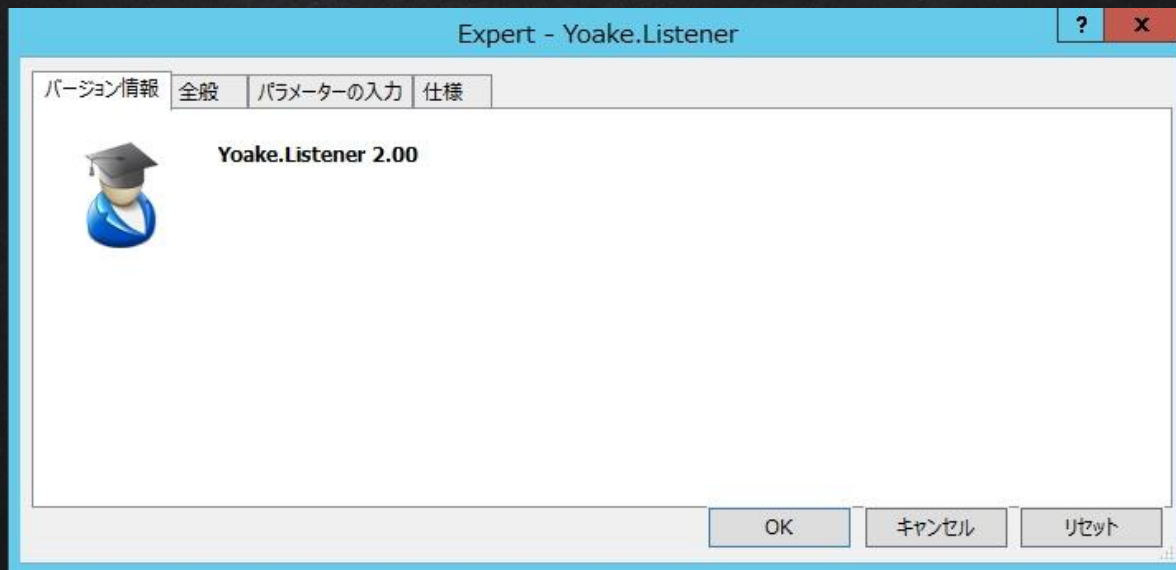 Expert - Yoake.Listener
? x
バージョン情報 全般 パラメーターの入力 仕様
Yoake.Listener 2.00
OK キャンセル リセット